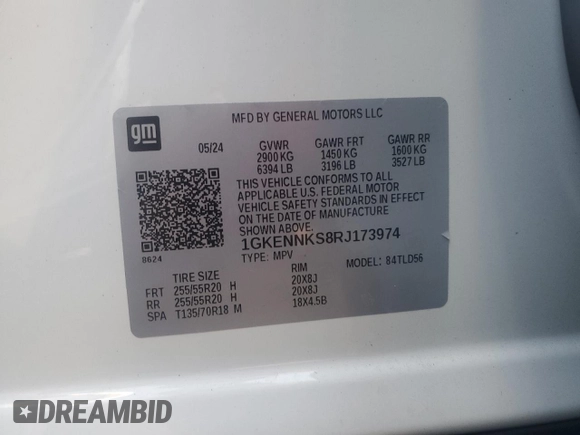 MFD BY GENERAL MOTORS LLC
gm
05/24 GVWR GAWR FRT GAWR RR
2900 KG 1450 KG 1600 KG
6394 LB 3196 LB 3527 LB
THIS VEHICLE CONFORMS TO ALL
APPLICABLE U.S. FEDERAL MOTOR
VEHICLE SAFETY STANDARDS IN EFFECT
ON THE DATE OF MANUFACTURE
SHOWN ABOVE.
1GKENNKS8RJ173974
8624
TYPE: MPV MODEL: 84TLD56
TIRE SIZE RIM
FRT 255/55R20 H 20X8J
RR 255/55R20 H 20X8J
SPA T135/70R18 M 18X4.5B
DREAMBID